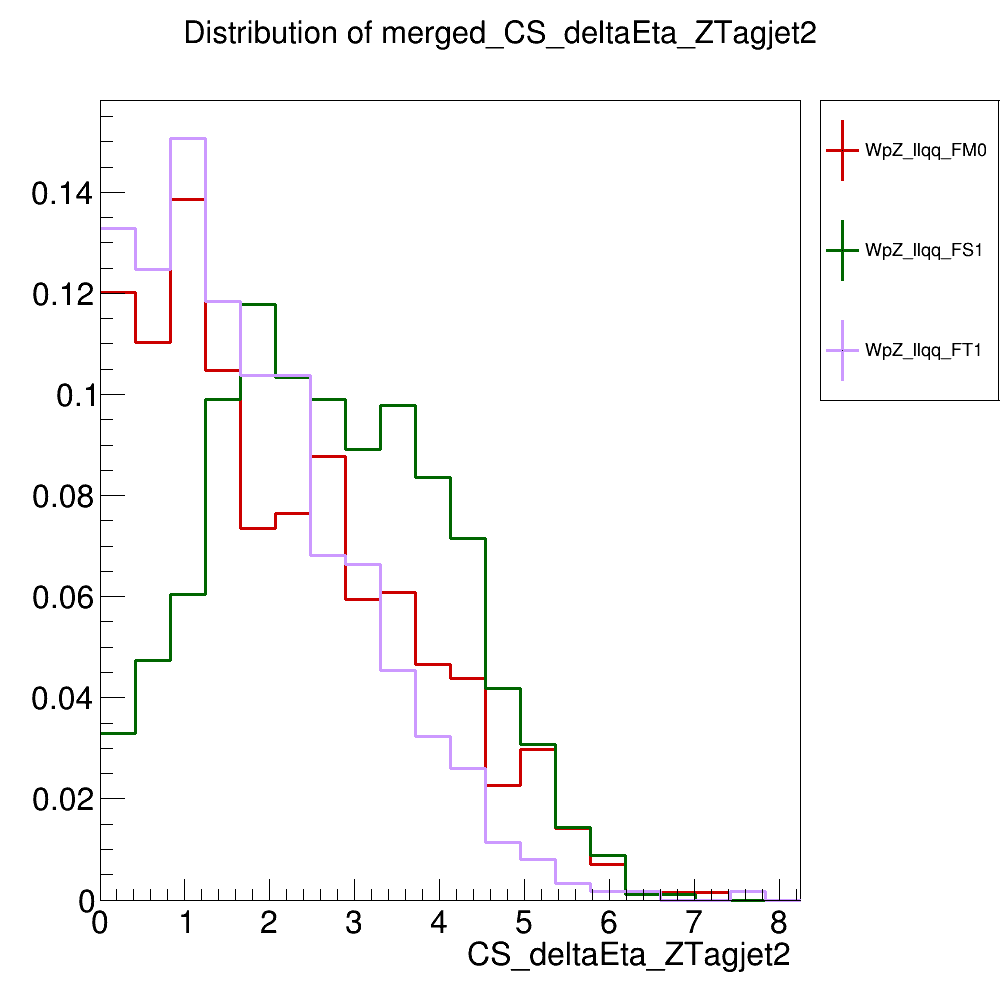 Distribution of merged_CS_deltaEta_ZTagjet2
WpZ_llqq_FM0
WpZ_llqq_FS1
WpZ_llqq_FT1
0.14
0.12
0.1
0.08
0.06
0.04
0.02
0
0 1 2 3 4 5 6 7 8
CS_deltaEta_ZTagjet2